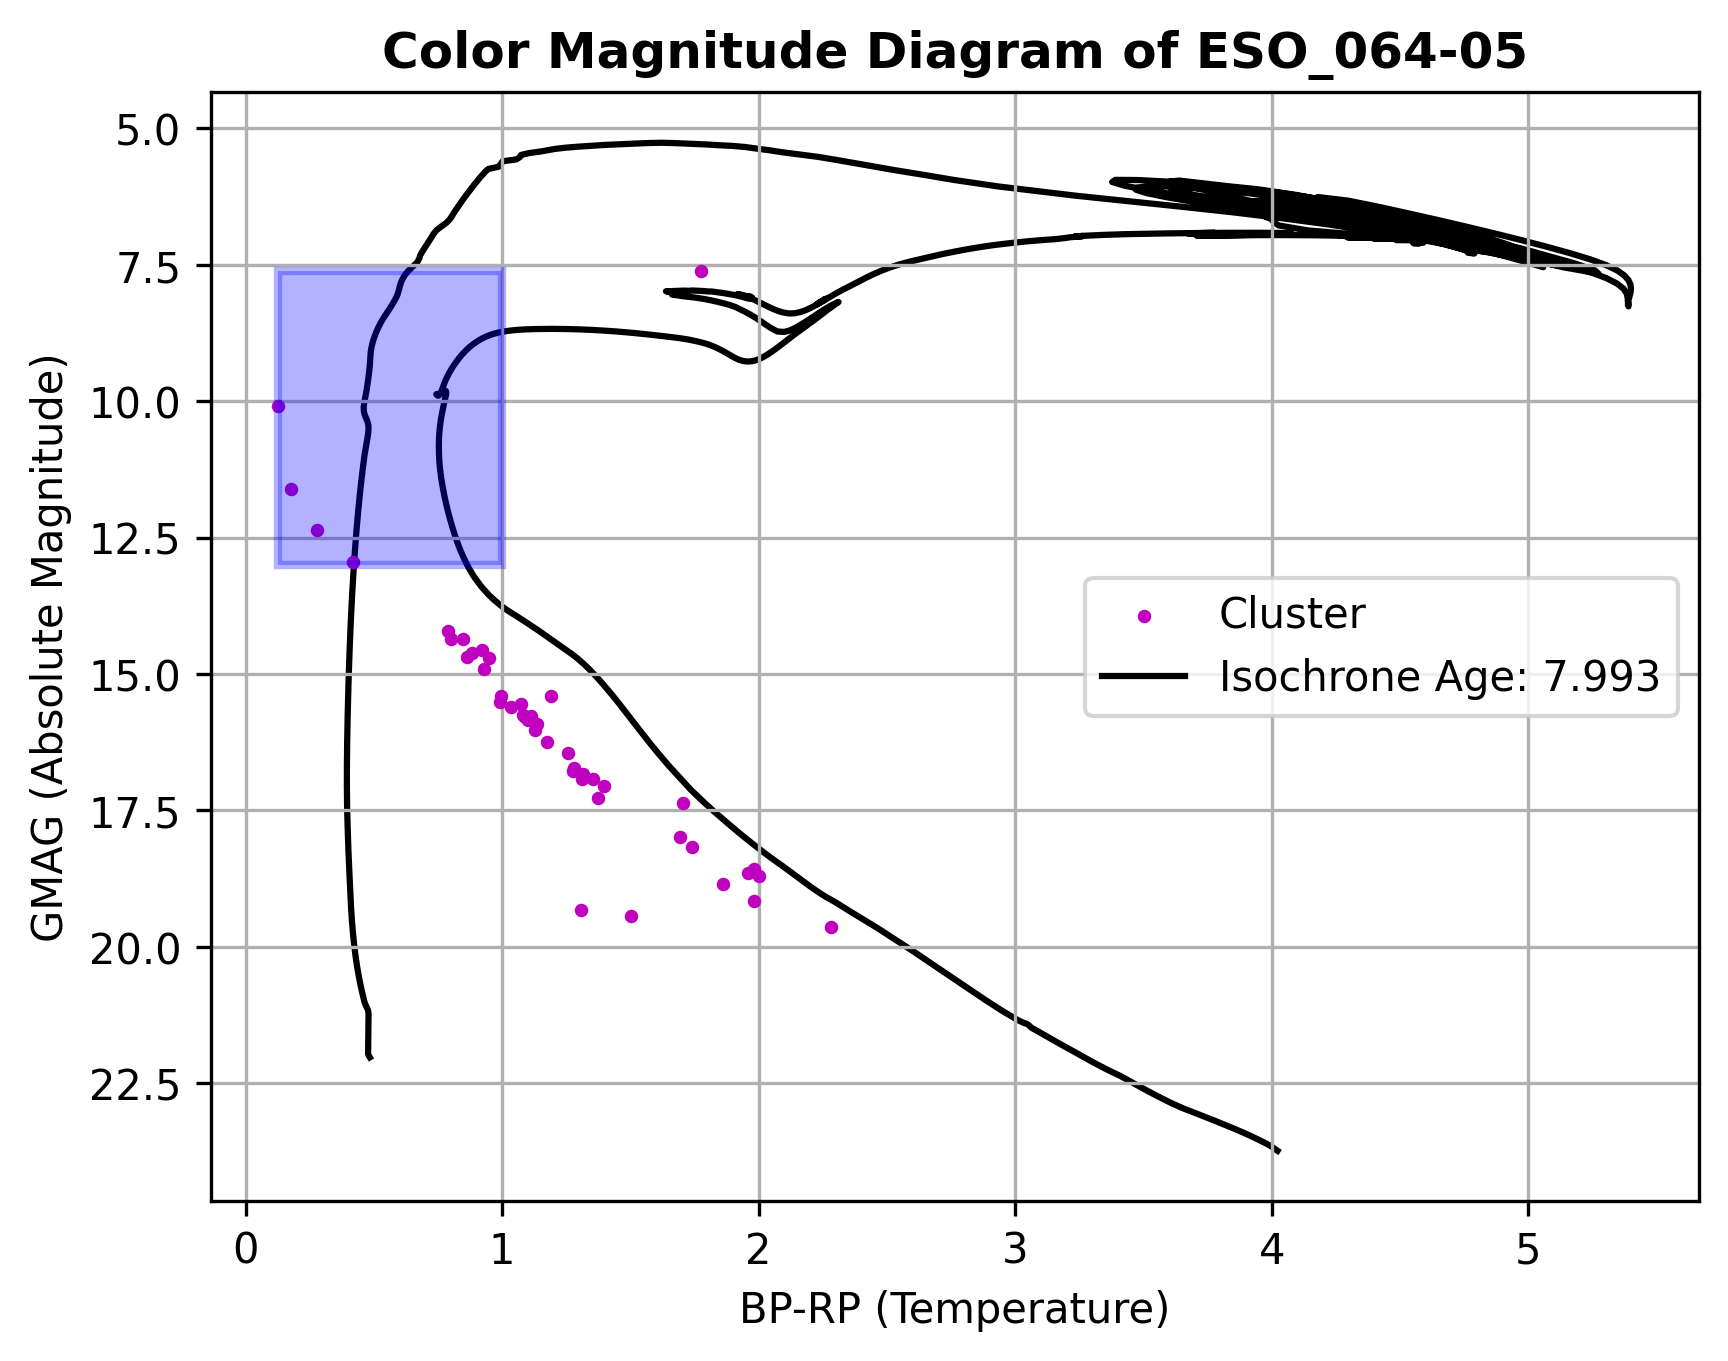 Color Magnitude Diagram of ESO_064-05
5.0
7.5
10.0
12.5
15.0
17.5
20.0
22.5
GMAG (Absolute Magnitude)
Cluster
Isochrone Age: 7.993
0 1 2 3 4 5
BP-RP (Temperature)